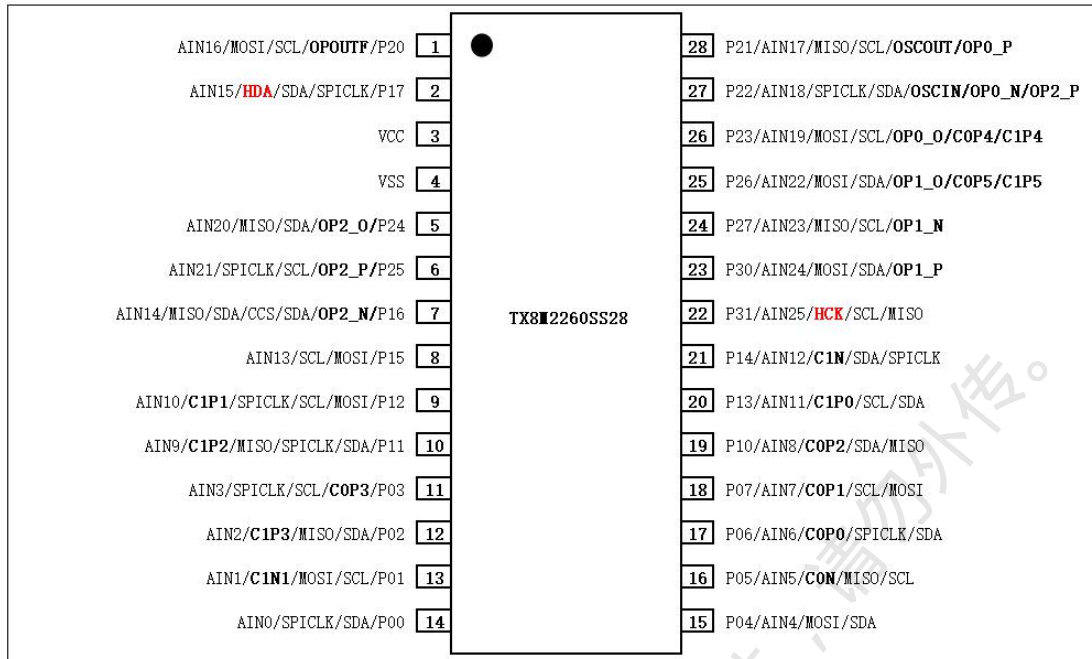 AIN16/MOSI/SCL/OPOUTF/P20 1
AIN15/HDA/SDA/SPICLK/P17 2
VCC 3
VSS 4
AIN20/MISO/SDA/OP2_O/P24 5
AIN21/SPICLK/SCL/OP2_P/P25 6
AIN14/MISO/SDA/CCS/SDA/OP2_N/P16 7
AIN13/SCL/MOSI/P15 8
AIN10/C1P1/SPICLK/SCL/MOSI/P12 9
AIN9/C1P2/MISO/SPICLK/SDA/P11 10
AIN3/SPICLK/SCL/C0P3/P03 11
AIN2/C1P3/MISO/SDA/P02 12
AIN1/C1N1/MOSI/SCL/P01 13
AIN0/SPICLK/SDA/P00 14
TX8M2260SS28
28 P21/AIN17/MISO/SCL/OSCOUT/OP0_P
27 P22/AIN18/SPICLK/SDA/OSCIN/OP0_N/OP2_P
26 P23/AIN19/MOSI/SCL/OP0_O/C0P4/C1P4
25 P26/AIN22/MOSI/SDA/OP1_O/C0P5/C1P5
24 P27/AIN23/MISO/SCL/OP1_N
23 P30/AIN24/MOSI/SDA/OP1_P
22 P31/AIN25/HCK/SCL/MISO
21 P14/AIN12/C1N/SDA/SPICLK
20 P13/AIN11/C1P0/SCL/SDA
19 P10/AIN8/C0P2/SDA/MISO
18 P07/AIN7/C0P1/SCL/MOSI
17 P06/AIN6/C0P0/SPICLK/SDA
16 P05/AIN5/C0N/MISO/SCL
15 P04/AIN4/MOSI/SDA
，请勿外传。